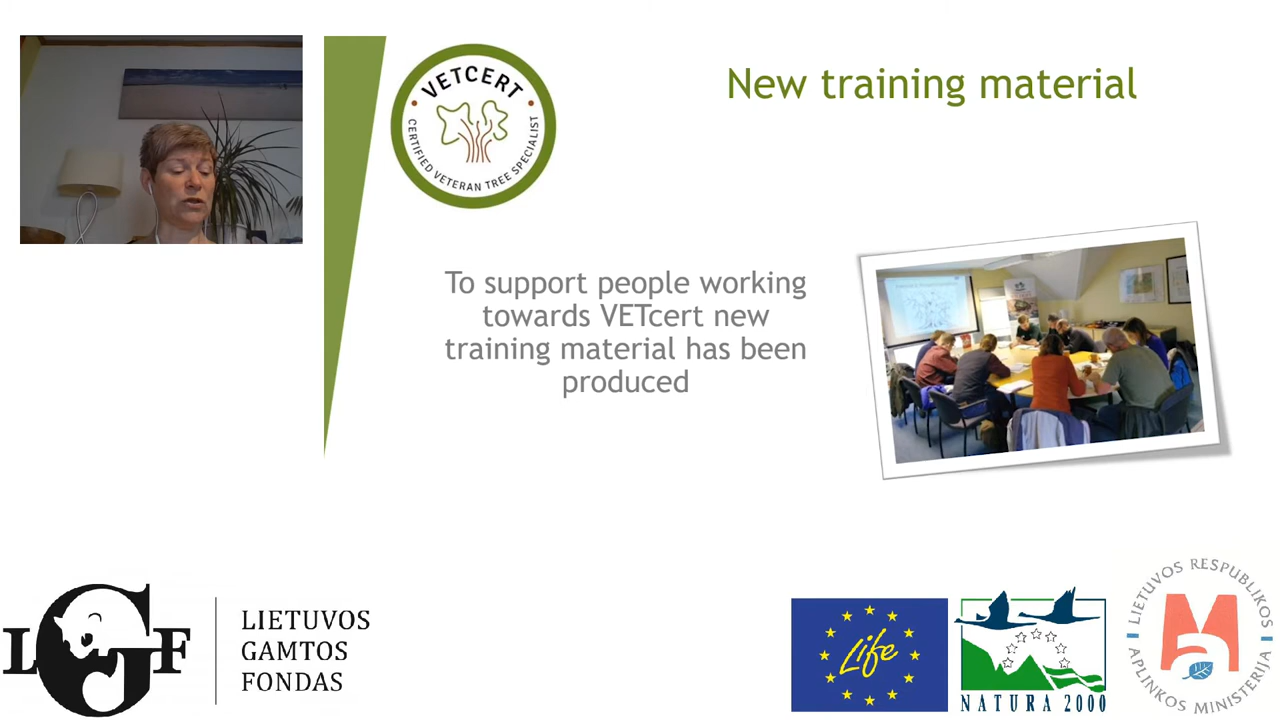 VETCERT
CERTIFIED VETERAN TREE SPECIALIST
New training material
To support people working
towards VETcert new
training material has been
produced
LGF
LIETUVOS
GAMTOS
FONDAS
Life
NATURA 2000
LIETUVOS RESPUBLIKOS
APLINKOS MINISTERIJA